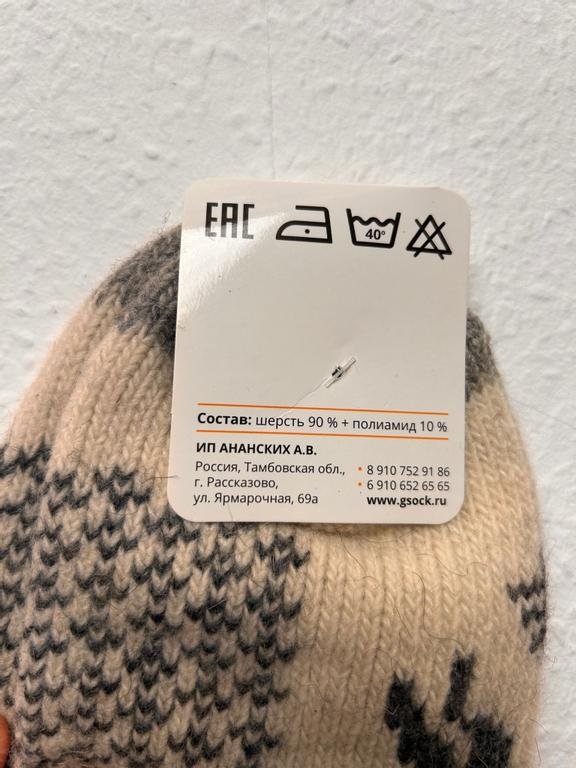 EAC
40°
Состав: шерсть 90 % + полиамид 10 %
ИП АНАНСКИХ А.В.
Россия, Тамбовская обл., • 8 910 752 91 86
г. Рассказово, • 6 910 652 65 65
ул. Ярмарочная, 69а www.gsock.ru